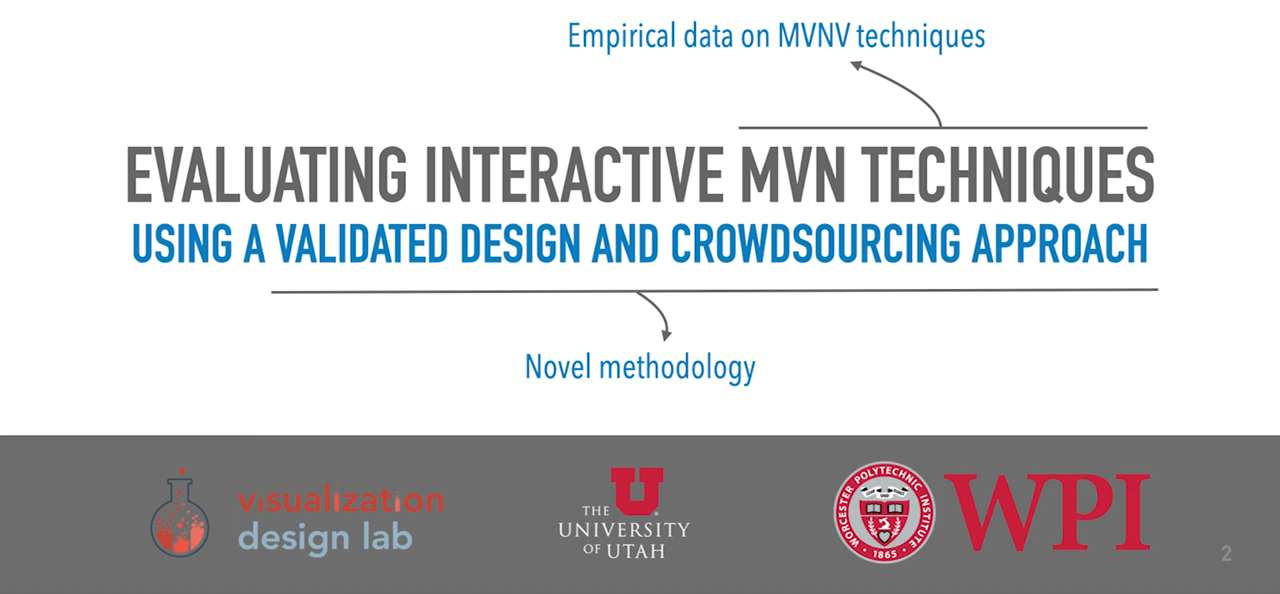 Empirical data on MVNV techniques
EVALUATING INTERACTIVE MVN TECHNIQUES
USING A VALIDATED DESIGN AND CROWDSOURCING APPROACH
Novel methodology
visualization
design lab
THE
UNIVERSITY
OF UTAH
WORCESTER POLYTECHNIC INSTITUTE
1865
WPI
2